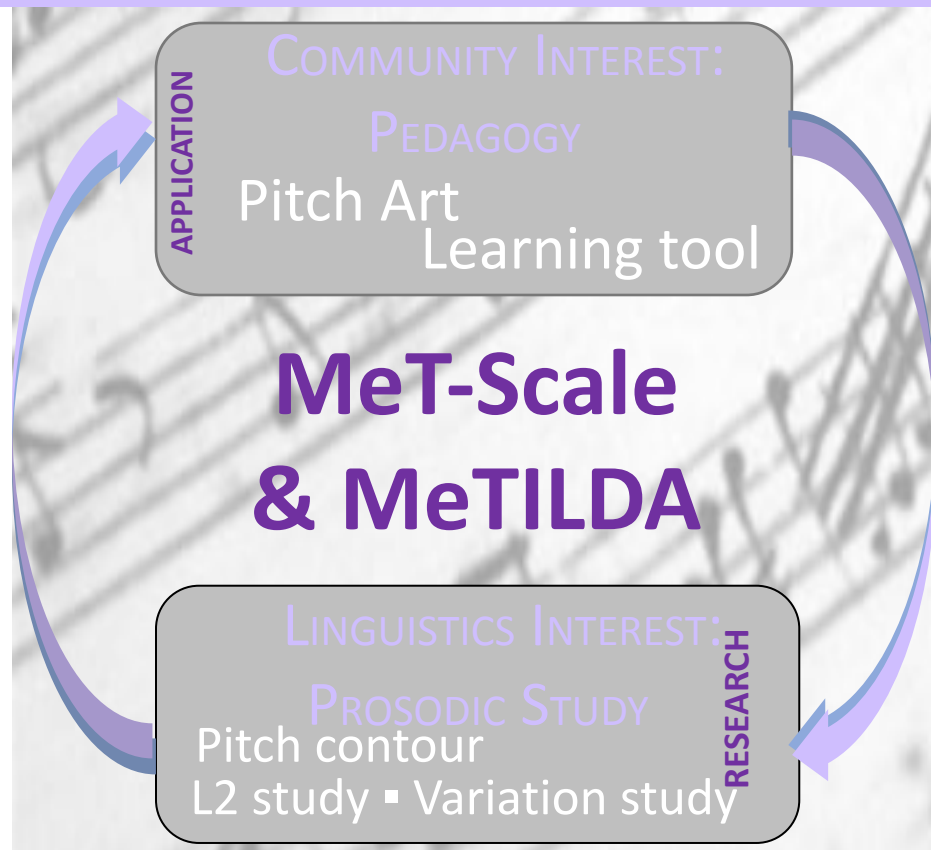 COMMUNITY INTEREST:
PEDAGOGY
APPLICATION
Pitch Art
Learning tool
MeT-Scale
& MeTILDA
LINGUISTICS INTEREST:
PROSODIC STUDY
RESEARCH
Pitch contour
L2 study ▪ Variation study